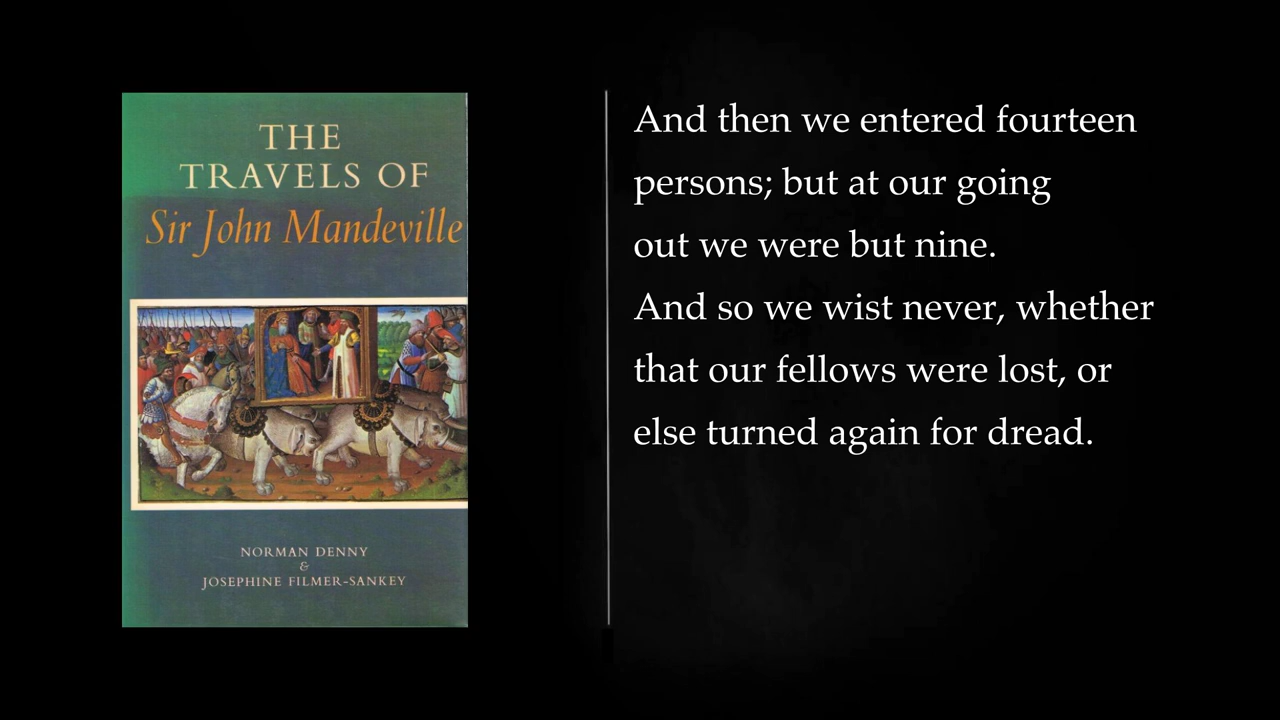 THE
TRAVELS OF
Sir John Mandeville
NORMAN DENNY
&
JOSEPHINE FILMER-SANKEY
And then we entered fourteen
persons; but at our going
out we were but nine.
And so we wist never, whether
that our fellows were lost, or
else turned again for dread.